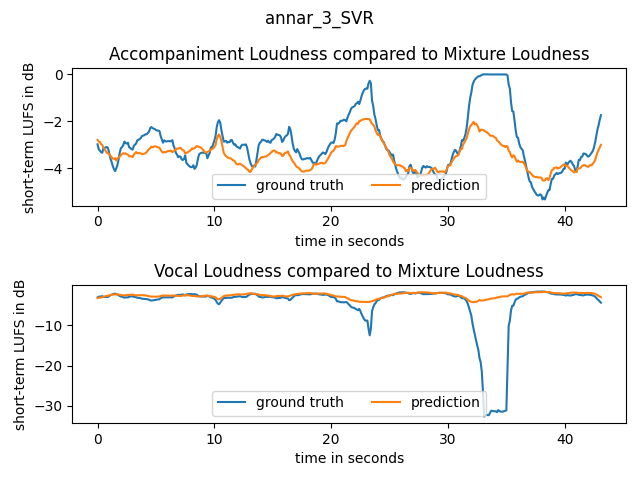 annar_3_SVR
Accompaniment Loudness compared to Mixture Loudness
short-term LUFS in dB
0
−2
−4
ground truth
prediction
0 10 20 30 40
time in seconds
Vocal Loudness compared to Mixture Loudness
short-term LUFS in dB
−10
−20
−30
ground truth
prediction
0 10 20 30 40
time in seconds